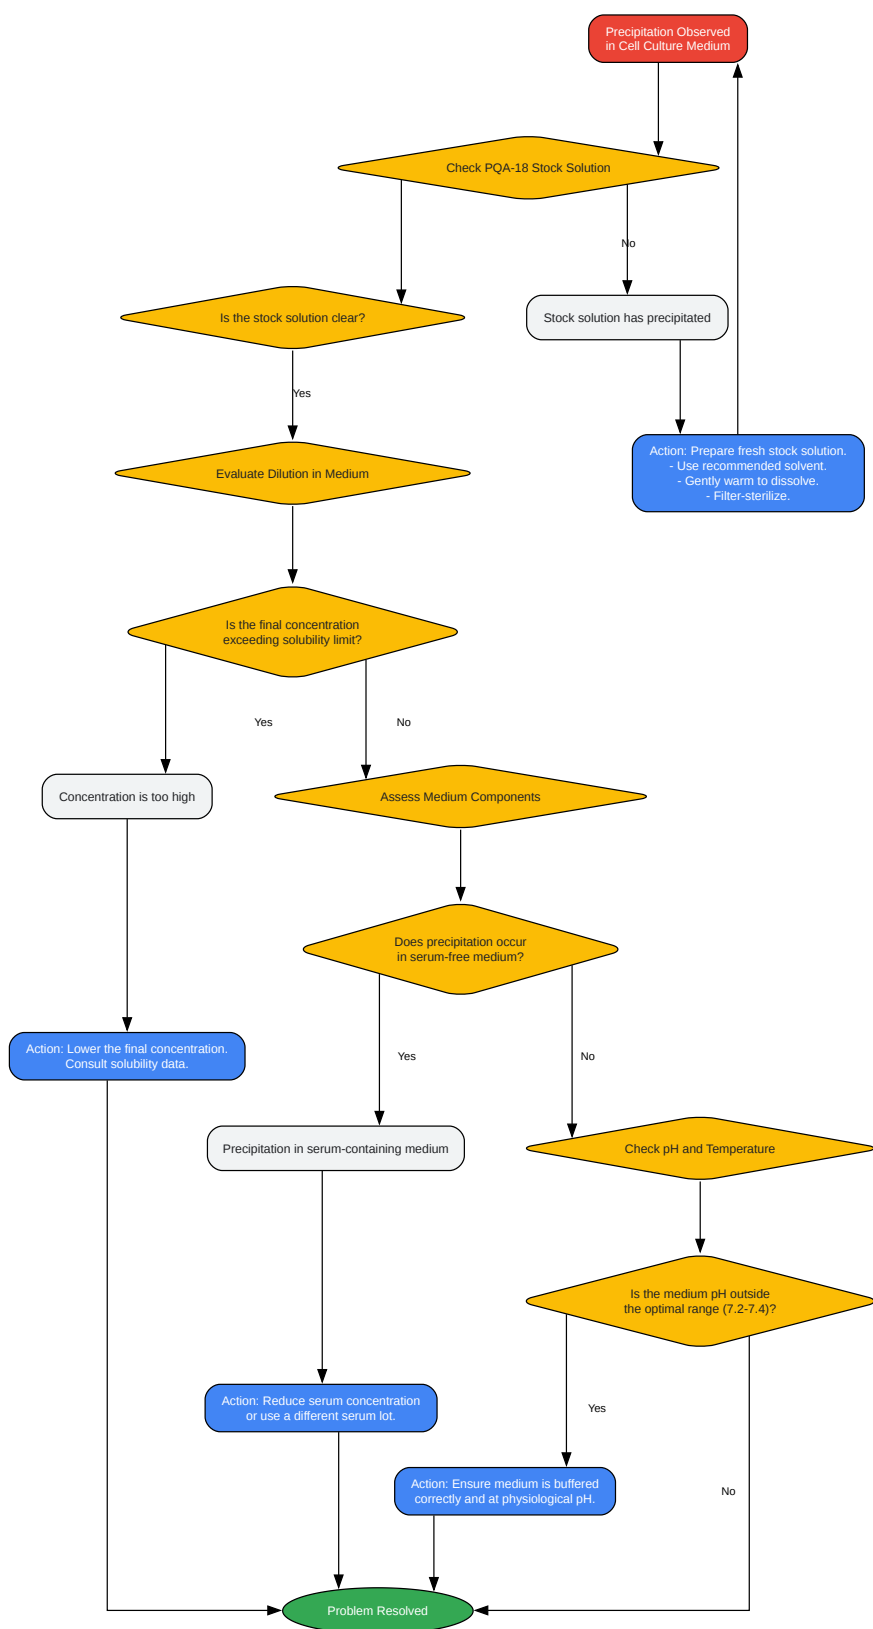 Precipitation Observed
in Cell Culture Medium
Check PQA-18 Stock Solution
No
Is the stock solution clear?
Stock solution has precipitated
Yes
Action: Prepare fresh stock solution.
- Use recommended solvent.
- Gently warm to dissolve.
- Filter-sterilize.
Evaluate Dilution in Medium
Is the final concentration
exceeding solubility limit?
Yes
No
Concentration is too high
Assess Medium Components
Does precipitation occur
in serum-free medium?
Action: Lower the final concentration.
Consult solubility data.
Yes
No
Precipitation in serum-containing medium
Check pH and Temperature
Is the medium pH outside
the optimal range (7.2-7.4)?
Action: Reduce serum concentration
or use a different serum lot.
Yes
Action: Ensure medium is buffered
correctly and at physiological pH.
No
Problem Resolved